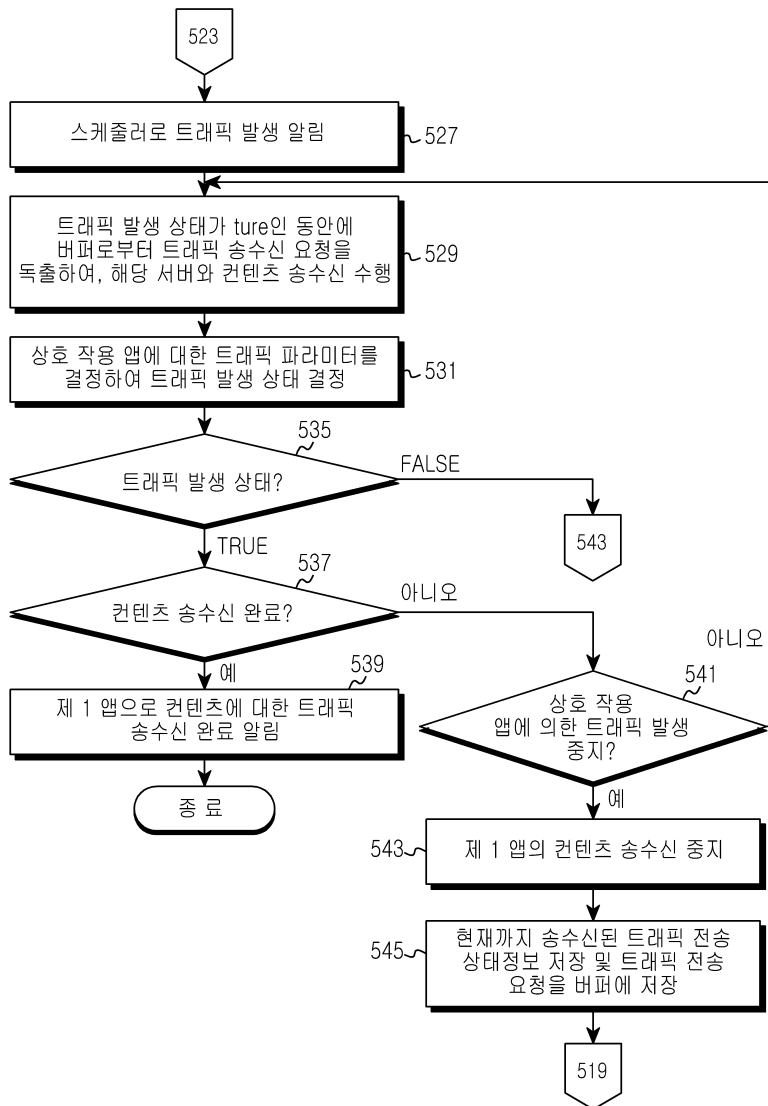 523
스케줄러로 트래픽 발생 알림
527
트래픽 발생 상태가 ture인 동안에
버퍼로부터 트래픽 송수신 요청을
독출하여, 해당 서버와 컨텐츠 송수신 수행
529
상호 작용 앱에 대한 트래픽 파라미터를
결정하여 트래픽 발생 상태 결정
531
535
트래픽 발생 상태?
FALSE
543
TRUE
537
컨텐츠 송수신 완료?
아니오
아니오
예
539
제 1 앱으로 컨텐츠에 대한 트래픽
송수신 완료 알림
541
상호 작용
앱에 의한 트래픽 발생
중지?
종 료
예
543
제 1 앱의 컨텐츠 송수신 중지
545
현재까지 송수신된 트래픽 전송
상태정보 저장 및 트래픽 전송
요청을 버퍼에 저장
519